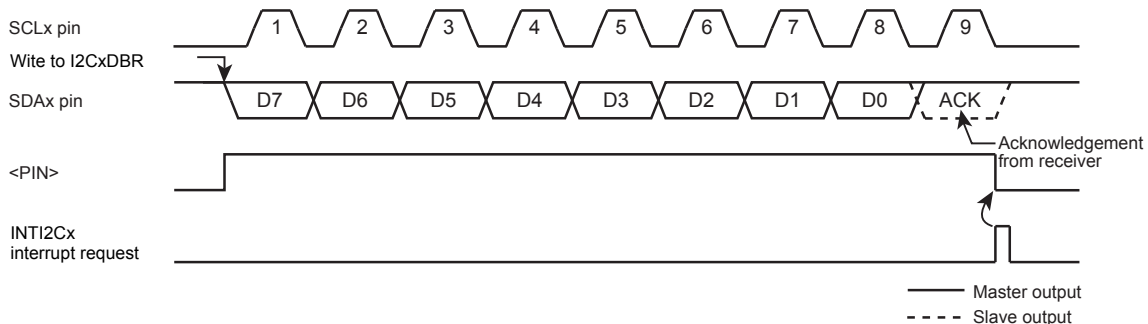 SCLx pin 1 2 3 4 5 6 7 8 9
Wite to I2CxDBR
SDAx pin D7 D6 D5 D4 D3 D2 D1 D0 ACK
Acknowledgement
from receiver
<PIN>
INTI2Cx
interrupt request
Master output
Slave output